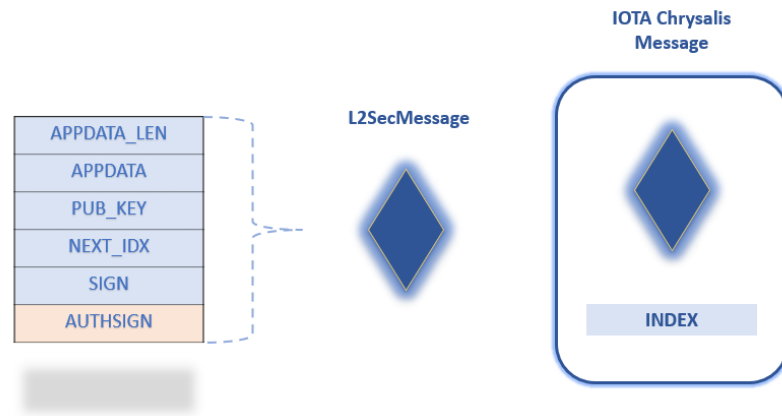 IOTA Chrysalis
Message
L2SecMessage
APPDATA_LEN
APPDATA
PUB_KEY
NEXT_IDX
SIGN
AUTHSIGN
INDEX